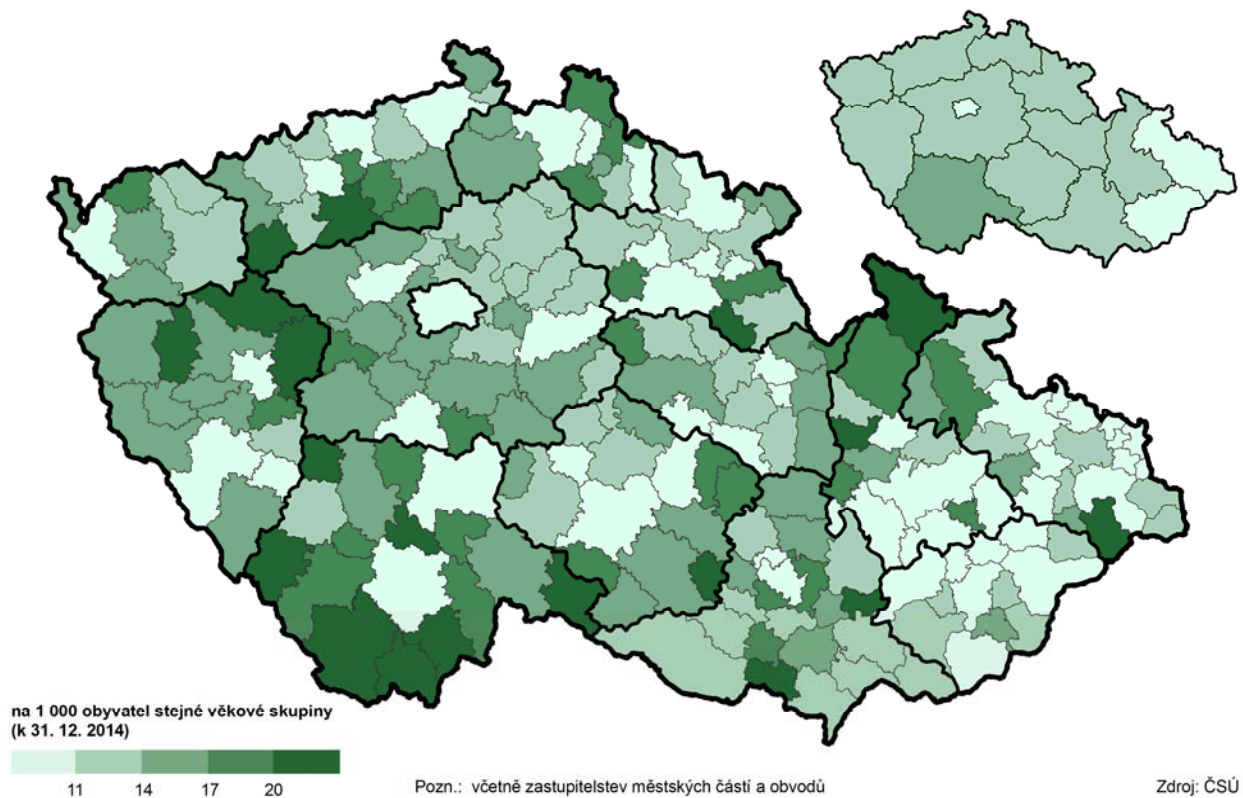 na 1 000 obyvatel stejné věkové skupiny
(k 31. 12. 2014)
11 14 17 20
Pozn.: včetně zastupitelstev městských částí a obvodů
Zdroj: ČSÚ